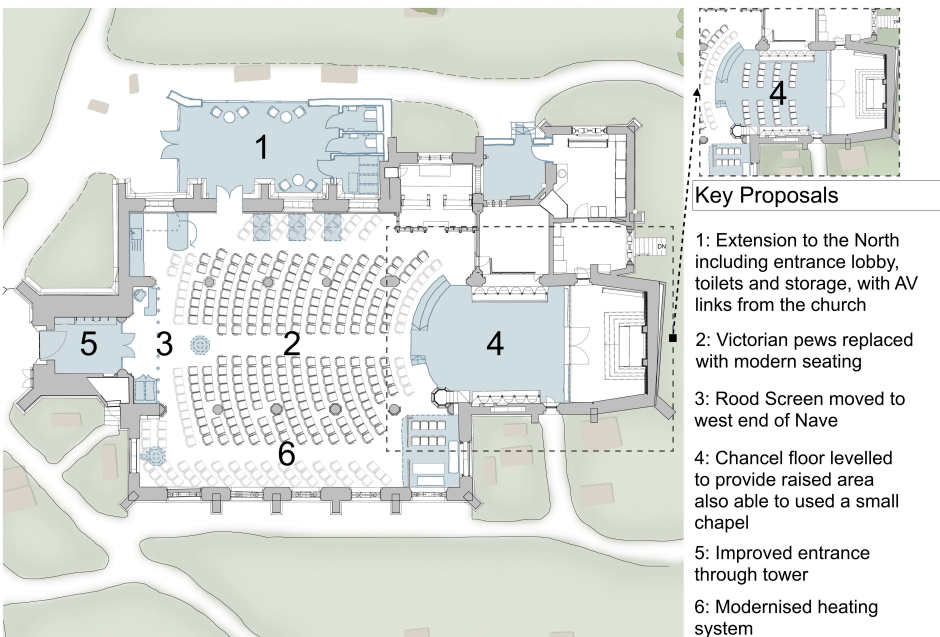 4
DN
Key Proposals
1: Extension to the North
including entrance lobby,
toilets and storage, with AV
links from the church
2: Victorian pews replaced
with modern seating
3: Rood Screen moved to
west end of Nave
4: Chancel floor levelled
to provide raised area
also able to used a small
chapel
5: Improved entrance
through tower
6: Modernised heating
system
1
DN
5
3
2
4
6